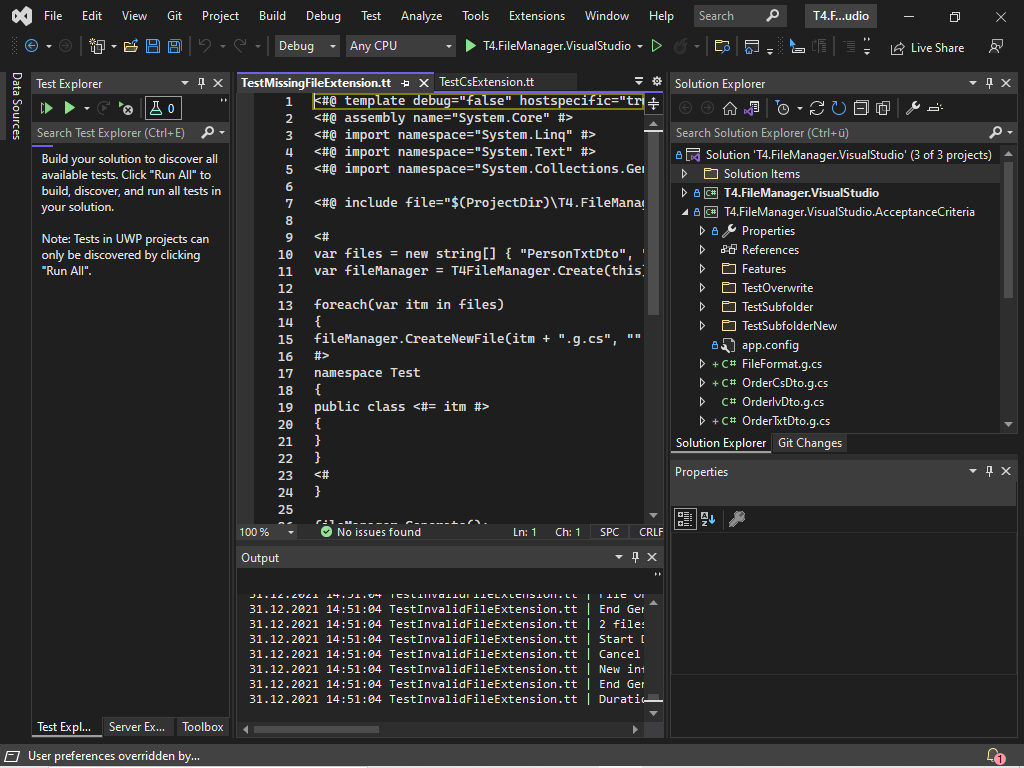 File Edit View Git Project Build Debug Test Analyze Tools Extensions Window Help Search T4.F...udio
Debug Any CPU T4.FileManager.VisualStudio Live Share
Data Sources
Test Explorer
0
Search Test Explorer (Ctrl+E)
Build your solution to discover all
available tests. Click "Run All" to
build, discover, and run all tests in
your solution.
Note: Tests in UWP projects can
only be discovered by clicking
"Run All".
Test Expl... Server Ex... Toolbox
TestMissingFileExtension.tt TestCsExtension.tt
1 <#@ template debug="false" hostspecific="tr
2 <#@ assembly name="System.Core" #>
3 <#@ import namespace="System.Linq" #>
4 <#@ import namespace="System.Text" #>
5 <#@ import namespace="System.Collections.Gen
6
7 <#@ include file="$(ProjectDir)\T4.FileMana
8
9 <#
10 var files = new string[] { "PersonTxtDto",
11 var fileManager = T4FileManager.Create(this
12
13 foreach(var itm in files)
14 {
15 fileManager.CreateNewFile(itm + ".g.cs", ""
16 #>
17 namespace Test
18 {
19 public class <#= itm #>
20 {
21 }
22 }
23 <#
24 }
25
26 fileManager.Generate();
100 % No issues found Ln: 1 Ch: 1 SPC CRLF
Output
31.12.2021 14:51:04 TestInvalidFileExtension.tt | File
31.12.2021 14:51:04 TestInvalidFileExtension.tt | End Gen
31.12.2021 14:51:04 TestInvalidFileExtension.tt | 2 files
31.12.2021 14:51:04 TestInvalidFileExtension.tt | Start D
31.12.2021 14:51:04 TestInvalidFileExtension.tt | Cancel
31.12.2021 14:51:04 TestInvalidFileExtension.tt | New int
31.12.2021 14:51:04 TestInvalidFileExtension.tt | End Gen
31.12.2021 14:51:04 TestInvalidFileExtension.tt | Duratio
Solution Explorer
Search Solution Explorer (Ctrl+ü)
Solution 'T4.FileManager.VisualStudio' (3 of 3 projects)
Solution Items
C# T4.FileManager.VisualStudio
C# T4.FileManager.VisualStudio.AcceptanceCriteria
Properties
References
Features
TestOverwrite
TestSubfolder
TestSubfolderNew
app.config
+ C# FileFormat.g.cs
+ C# OrderCsDto.g.cs
C# OrderIvDto.g.cs
+ C# OrderTxtDto.g.cs
Solution Explorer Git Changes
Properties
User preferences overridden by... 1